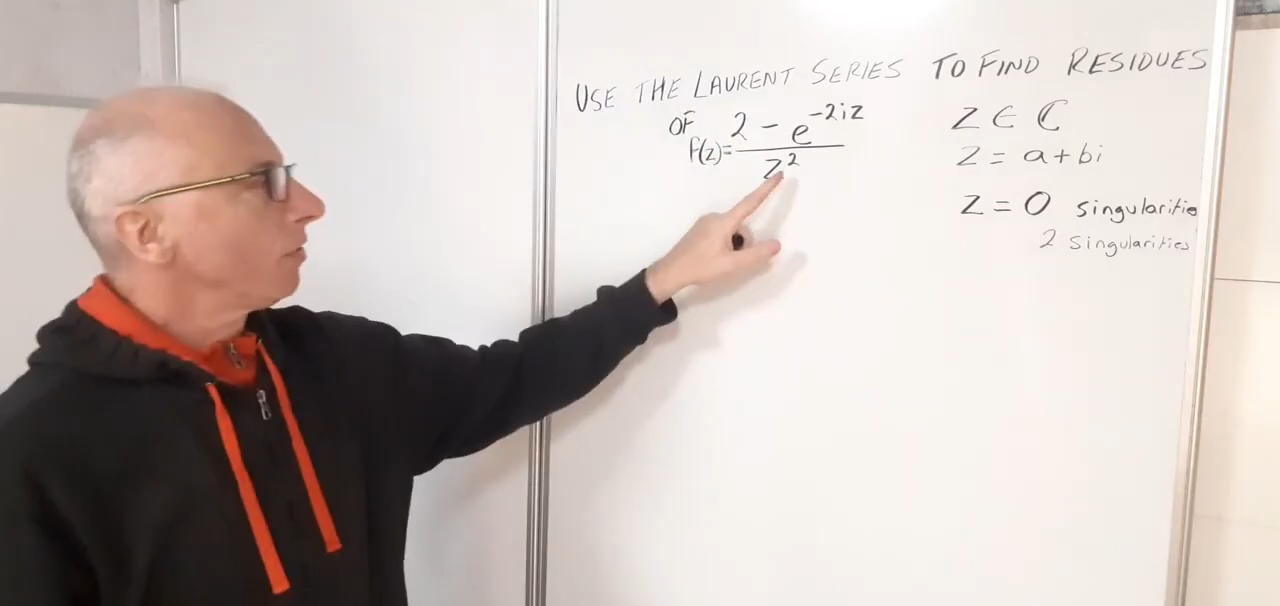 USE THE LAURENT SERIES TO FIND RESIDUES
OF f(z) = (2 - e^{-2iz}) / z^2
Z ∈ ℂ
Z = a + bi
Z = 0 singularitie
2 singularities